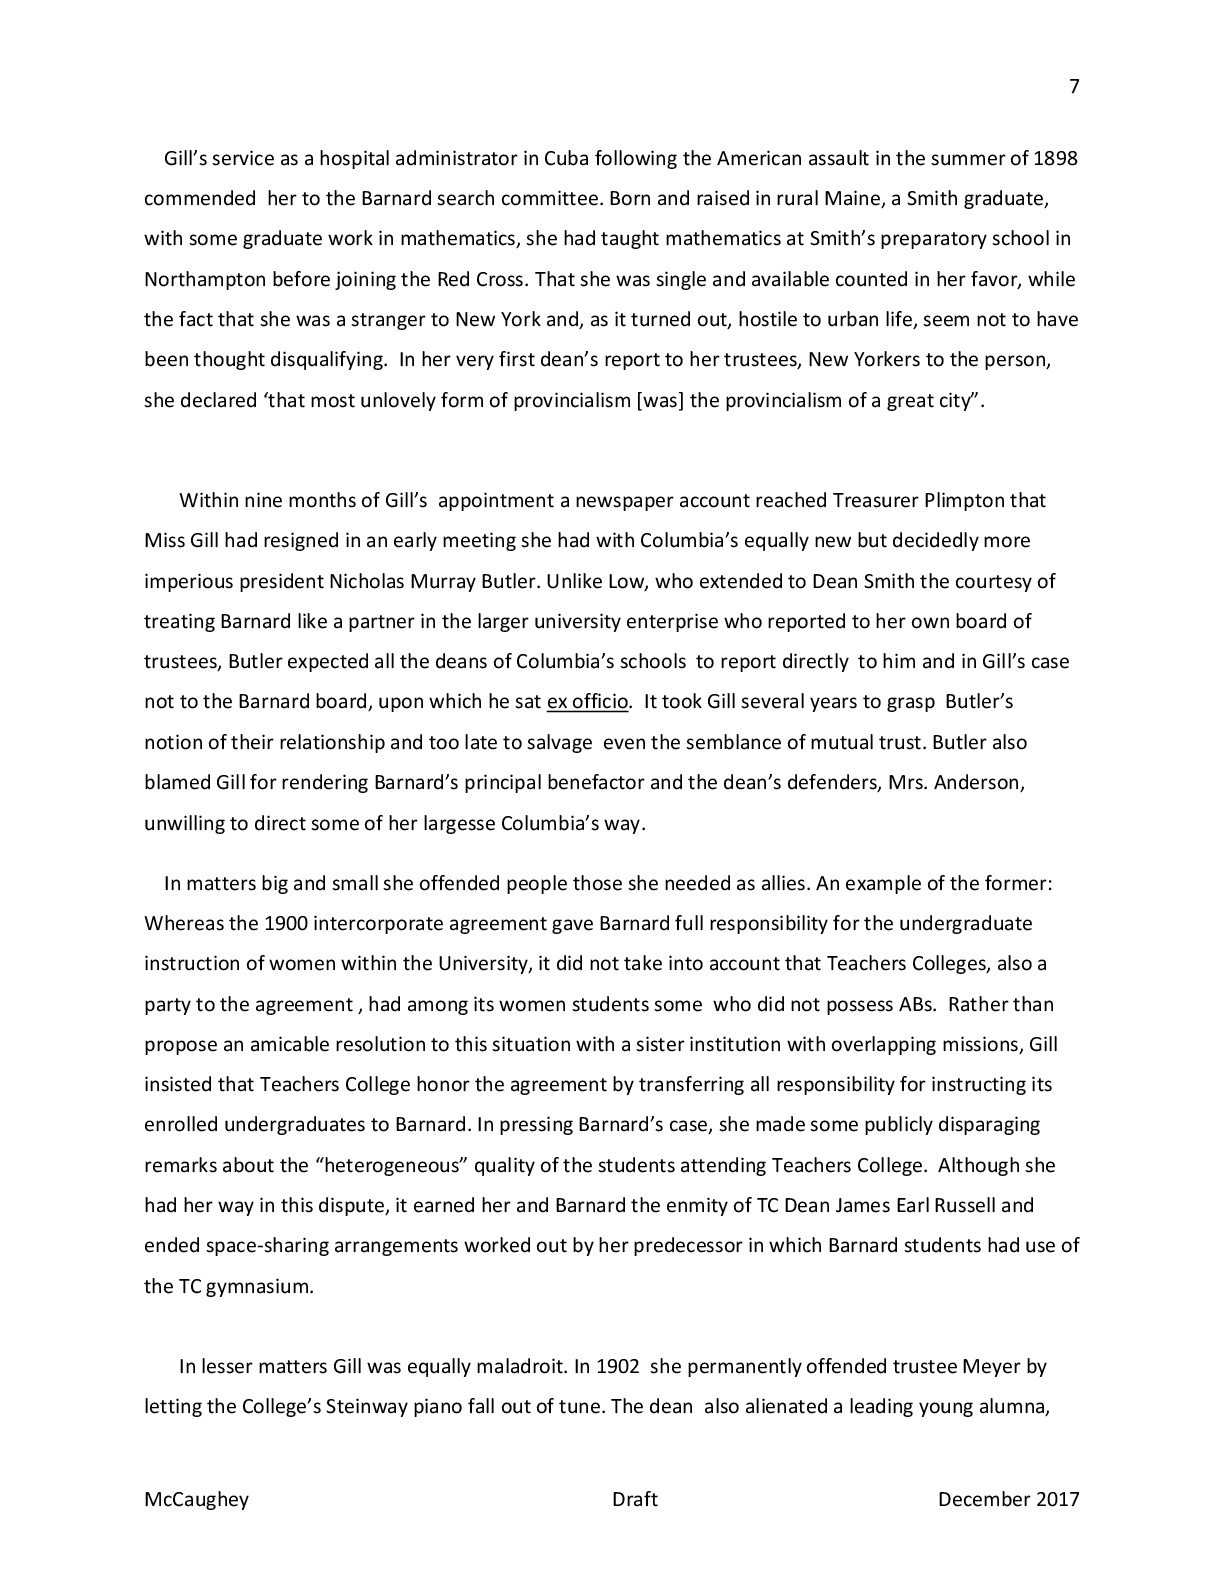 7
Gill’s service as a hospital administrator in Cuba following the American assault in the summer of 1898
commended  her to the Barnard search committee. Born and raised in rural Maine, a Smith graduate,
with some graduate work in mathematics, she had taught mathematics at Smith’s preparatory school in
Northampton before joining the Red Cross. That she was single and available counted in her favor, while
the fact that she was a stranger to New York and, as it turned out, hostile to urban life, seem not to have
been thought disqualifying.  In her very first dean’s report to her trustees, New Yorkers to the person,
she declared ‘that most unlovely form of provincialism [was] the provincialism of a great city”.
Within nine months of Gill’s  appointment a newspaper account reached Treasurer Plimpton that
Miss Gill had resigned in an early meeting she had with Columbia’s equally new but decidedly more
imperious president Nicholas Murray Butler. Unlike Low, who extended to Dean Smith the courtesy of
treating Barnard like a partner in the larger university enterprise who reported to her own board of
trustees, Butler expected all the deans of Columbia’s schools  to report directly  to him and in Gill’s case
not to the Barnard board, upon which he sat ex officio.  It took Gill several years to grasp  Butler’s
notion of their relationship and too late to salvage  even the semblance of mutual trust. Butler also
blamed Gill for rendering Barnard’s principal benefactor and the dean’s defenders, Mrs. Anderson,
unwilling to direct some of her largesse Columbia’s way.
In matters big and small she offended people those she needed as allies. An example of the former:
Whereas the 1900 intercorporate agreement gave Barnard full responsibility for the undergraduate
instruction of women within the University, it did not take into account that Teachers Colleges, also a
party to the agreement , had among its women students some  who did not possess ABs.  Rather than
propose an amicable resolution to this situation with a sister institution with overlapping missions, Gill
insisted that Teachers College honor the agreement by transferring all responsibility for instructing its
enrolled undergraduates to Barnard. In pressing Barnard’s case, she made some publicly disparaging
remarks about the “heterogeneous” quality of the students attending Teachers College.  Although she
had her way in this dispute, it earned her and Barnard the enmity of TC Dean James Earl Russell and
ended space-sharing arrangements worked out by her predecessor in which Barnard students had use of
the TC gymnasium.
In lesser matters Gill was equally maladroit. In 1902  she permanently offended trustee Meyer by
letting the College’s Steinway piano fall out of tune. The dean  also alienated a leading young alumna,
McCaughey Draft December 2017